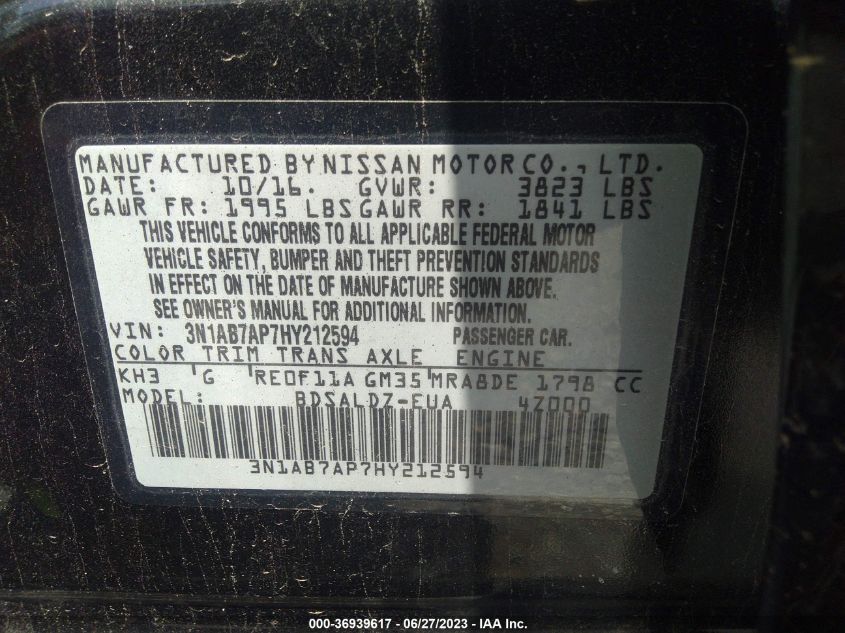 MANUFACTURED BY NISSAN MOTOR CO., LTD.
DATE: 10/16. GVWR: 3823 LBS
GAWR FR: 1995 LBS GAWR RR: 1841 LBS
THIS VEHICLE CONFORMS TO ALL APPLICABLE FEDERAL MOTOR
VEHICLE SAFETY, BUMPER AND THEFT PREVENTION STANDARDS
IN EFFECT ON THE DATE OF MANUFACTURE SHOWN ABOVE.
SEE OWNER'S MANUAL FOR ADDITIONAL INFORMATION.
VIN: 3N1AB7AP7HY212594 PASSENGER CAR.
COLOR TRIM TRANS AXLE ENGINE
KH3 G RE0F11A GM35 MRA8DE 1798 CC
MODEL: BDSALDZ-EUA 4Z000
3N1AB7AP7HY212594
000-36939617 - 06/27/2023 - IAA Inc.